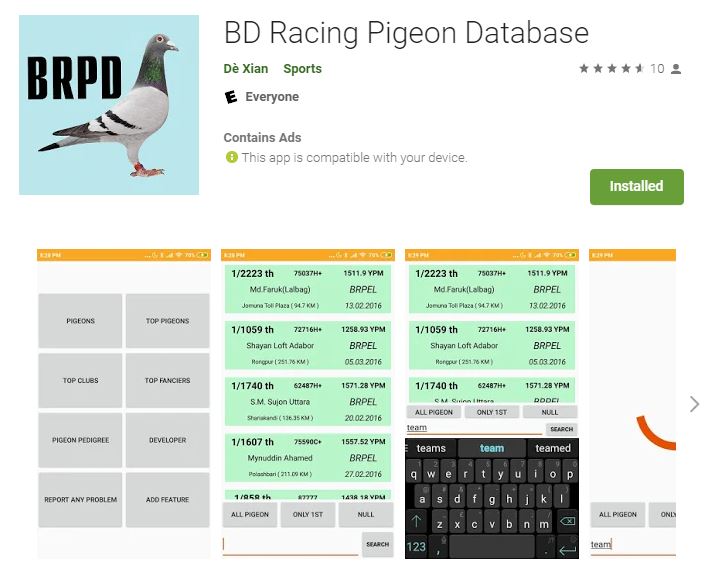 BD Racing Pigeon Database
BRPD
Dè Xian Sports
10
E Everyone
Contains Ads
This app is compatible with your device.
Installed
8:28 PM 70%
PIGEONS TOP PIGEONS
TOP CLUBS TOP FANCIERS
PIGEON PEDIGREE DEVELOPER
REPORT ANY PROBLEM ADD FEATURE
8:28 PM 70%
1/2223 th 75037H+ 1511.9 YPM
Md.Faruk(Lalbag) BRPEL
Jomuna Toll Plaza ( 94.7 KM ) 13.02.2016
1/1059 th 72716H+ 1258.93 YPM
Shayan Loft Adabor BRPEL
Rongpur ( 251.76 KM ) 05.03.2016
1/1740 th 62487H+ 1571.28 YPM
S.M. Sujon Uttara BRPEL
Shariakandi ( 136.35 KM ) 20.02.2016
1/1607 th 75590C+ 1557.52 YPM
Mynuddin Ahamed BRPEL
Polashbari ( 211.09 KM ) 27.02.2016
1/858 th 87777 1438.18 YPM
ALL PIGEON ONLY 1ST NULL
SEARCH
8:29 PM 70%
1/2223 th 75037H+ 1511.9 YPM
Md.Faruk(Lalbag) BRPEL
Jomuna Toll Plaza ( 94.7 KM ) 13.02.2016
1/1059 th 72716H+ 1258.93 YPM
Shayan Loft Adabor BRPEL
Rongpur ( 251.76 KM ) 05.03.2016
1/1740 th 62487H+ 1571.28 YPM
S.M. Sujon Uttara BRPEL
ALL PIGEON ONLY 1ST NULL
team SEARCH
teams team teamed
q w e r t y u i o p
a s d f g h j k l
z x c v b n m
123 , .
8:29 PM
ALL PIGEON ONLY
team